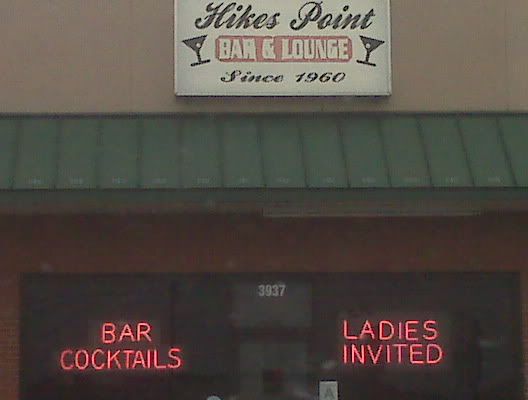 Hikes Point
BAR & LOUNGE
Since 1960
3937
BAR
COCKTAILS
LADIES
INVITED
A